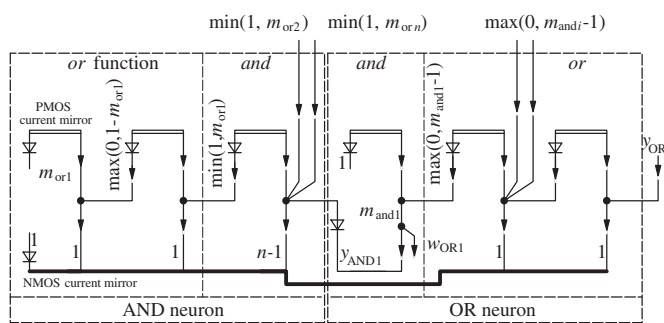 min(1, m_or2) min(1, m_or n) max(0, m_andi-1)
or function and and or
PMOS
current mirror
max(0,1-m_or1)
min(1,m_or1)
max(0,m_and1-1)
y_OR
m_or1
1
m_and1
1
y_AND1
w_OR1
1 1 n-1 1 1
NMOS current mirror
AND neuron OR neuron